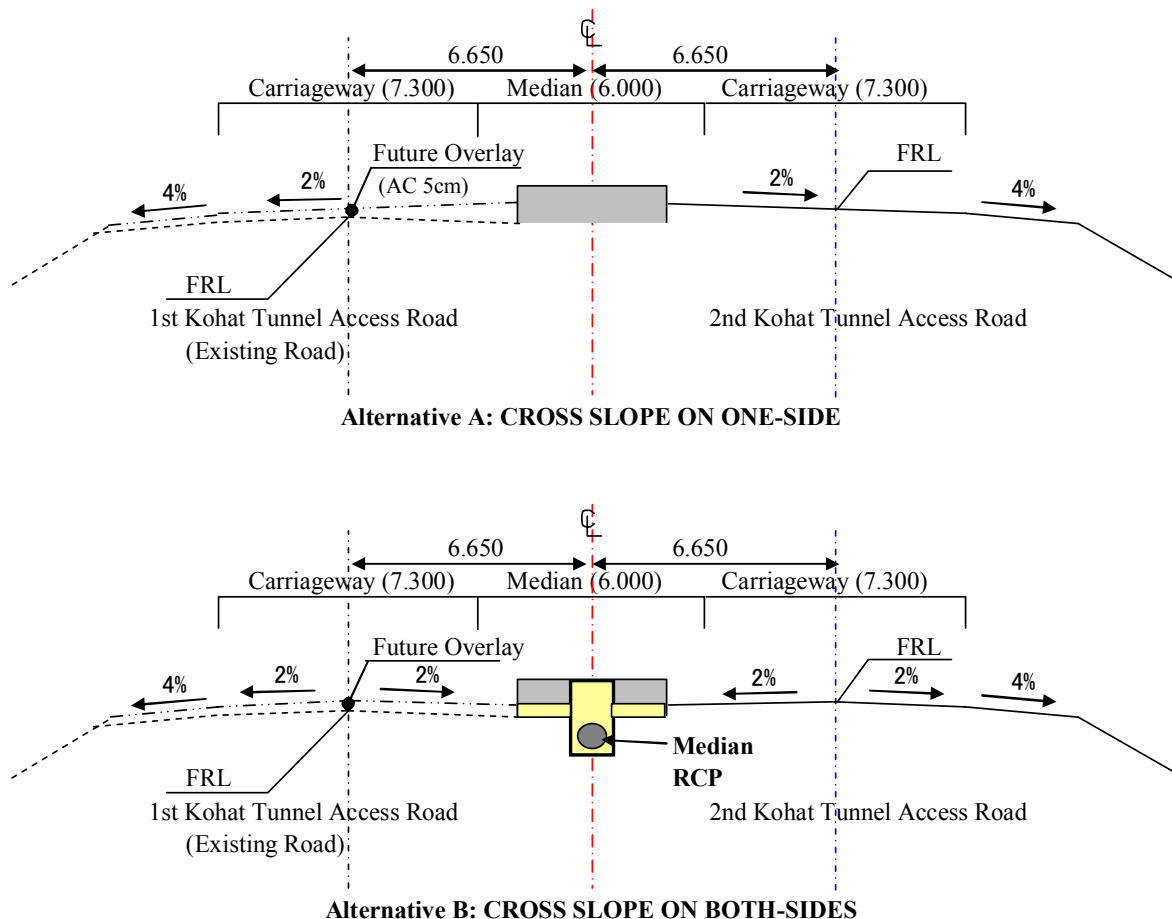 ℄
6.650 6.650
Carriageway (7.300) Median (6.000) Carriageway (7.300)
Future Overlay FRL
(AC 5cm)
4% 2% 2% 4%
FRL
1st Kohat Tunnel Access Road 2nd Kohat Tunnel Access Road
(Existing Road)
Alternative A: CROSS SLOPE ON ONE-SIDE
℄
6.650 6.650
Carriageway (7.300) Median (6.000) Carriageway (7.300)
Future Overlay FRL
4% 2% 2% 2% 2% 4%
Median
RCP
FRL
1st Kohat Tunnel Access Road 2nd Kohat Tunnel Access Road
(Existing Road)
Alternative B: CROSS SLOPE ON BOTH-SIDES